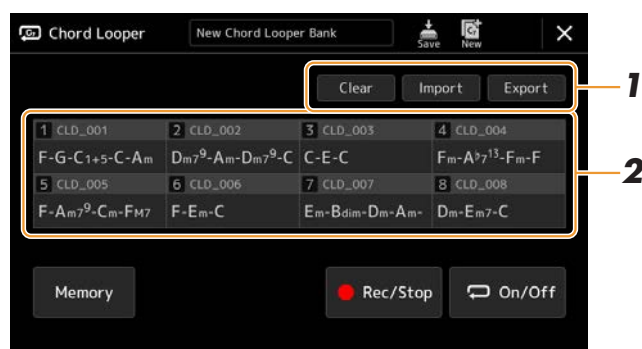 Chord Looper New Chord Looper Bank Save New
Clear Import Export 1
1 CLD_001 2 CLD_002 3 CLD_003 4 CLD_004
F-G-C1+5-C-Am Dm7⁹-Am-Dm7⁹-C C-E-C Fm-A♭7¹³-Fm-F
2
5 CLD_005 6 CLD_006 7 CLD_007 8 CLD_008
F-Am7⁹-Cm-FM7 F-Em-C Em-Bdim-Dm-Am- Dm-Em7-C
Memory Rec/Stop On/Off